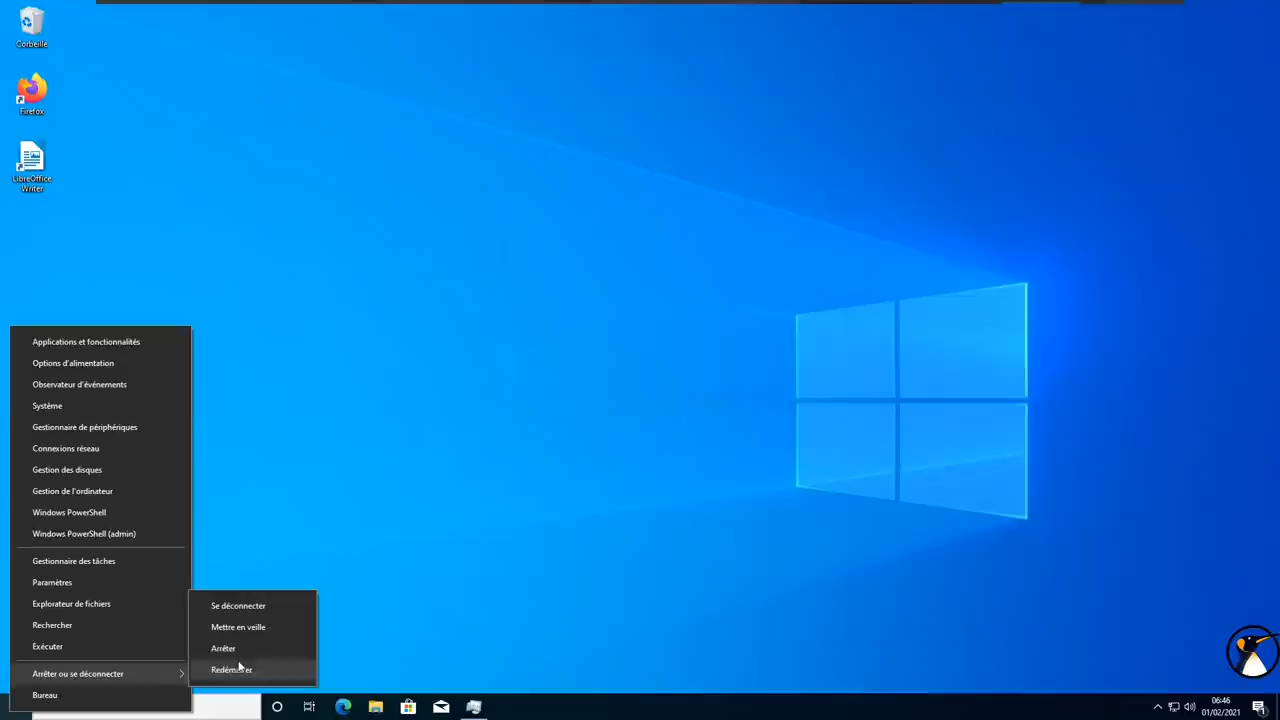 Corbeille
Firefox
LibreOffice
Writer
Applications et fonctionnalités
Options d'alimentation
Observateur d'événements
Système
Gestionnaire de périphériques
Connexions réseau
Gestion des disques
Gestion de l'ordinateur
Windows PowerShell
Windows PowerShell (admin)
Gestionnaire des tâches
Paramètres
Explorateur de fichiers
Rechercher
Exécuter
Arrêter ou se déconnecter
Bureau
Se déconnecter
Mettre en veille
Arrêter
Redémarrer
06:46
01/02/2021
1